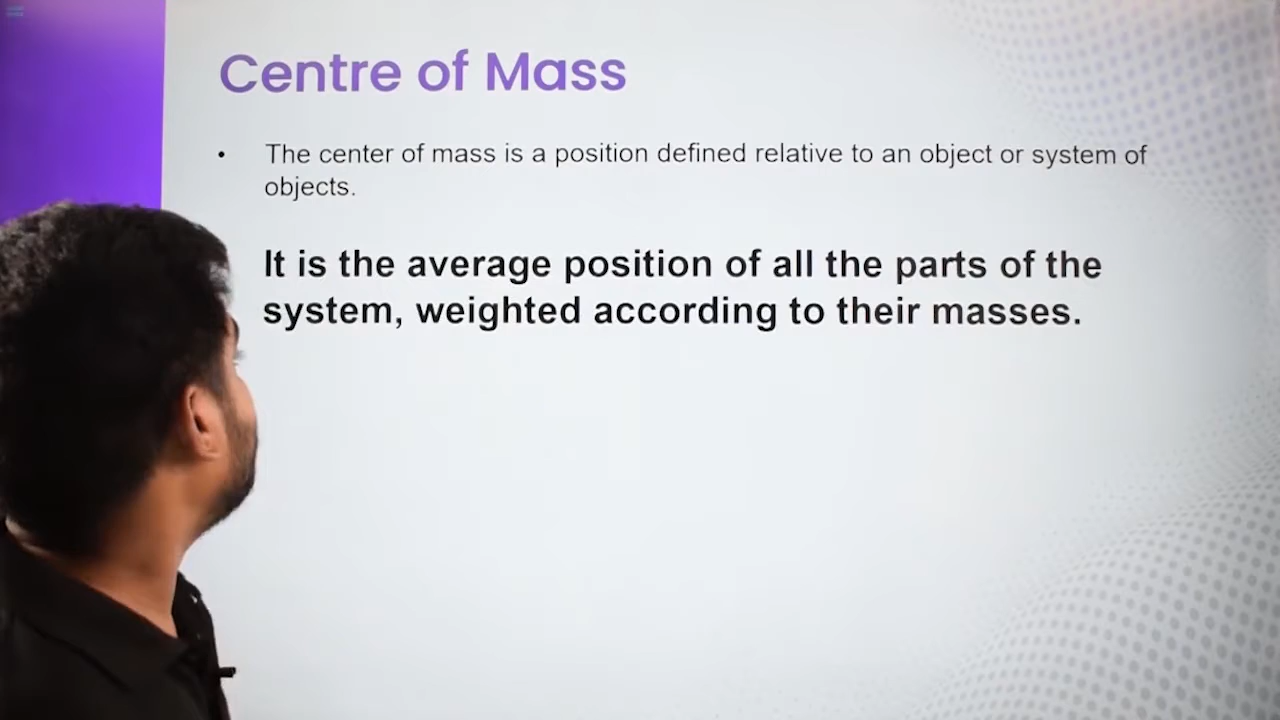 Centre of Mass
• The center of mass is a position defined relative to an object or system of
objects.
It is the average position of all the parts of the
system, weighted according to their masses.